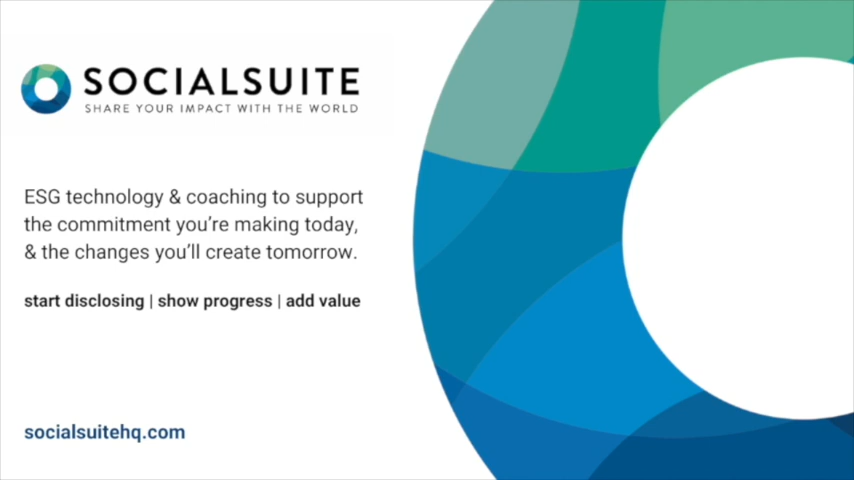 SOCIALSUITE
SHARE YOUR IMPACT WITH THE WORLD
ESG technology & coaching to support
the commitment you’re making today,
& the changes you’ll create tomorrow.
start disclosing | show progress | add value
socialsuitehq.com